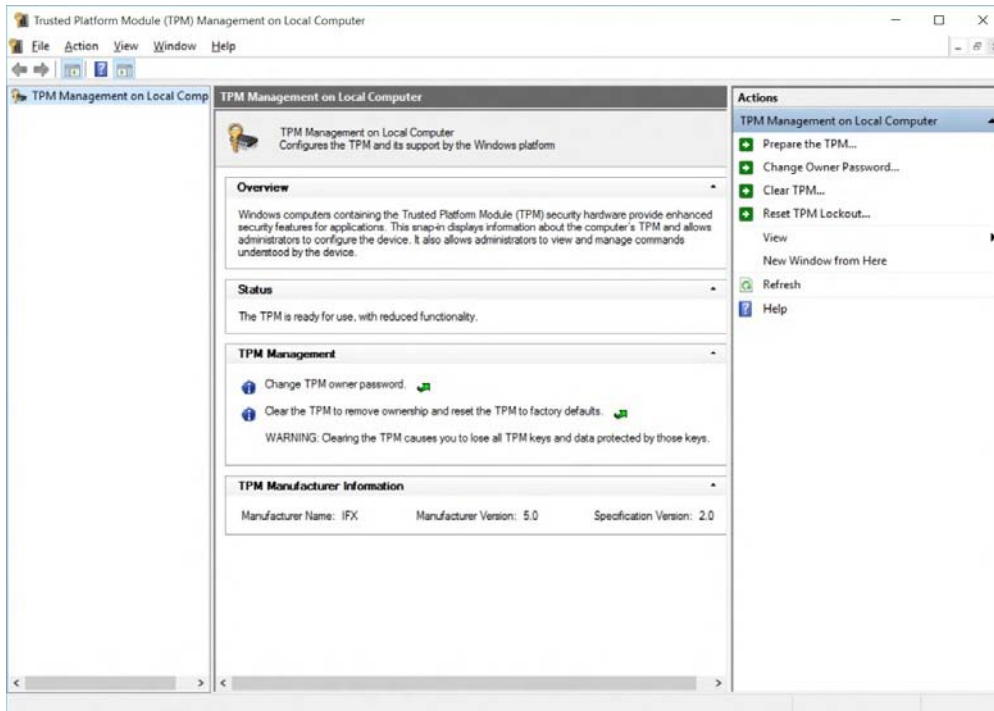 Trusted Platform Module (TPM) Management on Local Computer
File Action View Window Help
TPM Management on Local Comp
TPM Management on Local Computer
TPM Management on Local Computer
Configures the TPM and its support by the Windows platform
Overview
Windows computers containing the Trusted Platform Module (TPM) security hardware provide enhanced
security features for applications. This snap-in displays information about the computer's TPM and allows
administrators to configure the device. It also allows administrators to view and manage commands
understood by the device.
Status
The TPM is ready for use, with reduced functionality.
TPM Management
Change TPM owner password.
Clear the TPM to remove ownership and reset the TPM to factory defaults.
WARNING: Clearing the TPM causes you to lose all TPM keys and data protected by those keys.
TPM Manufacturer Information
Manufacturer Name: IFX Manufacturer Version: 5.0 Specification Version: 2.0
Actions
TPM Management on Local Computer
Prepare the TPM...
Change Owner Password...
Clear TPM...
Reset TPM Lockout...
View
New Window from Here
Refresh
Help